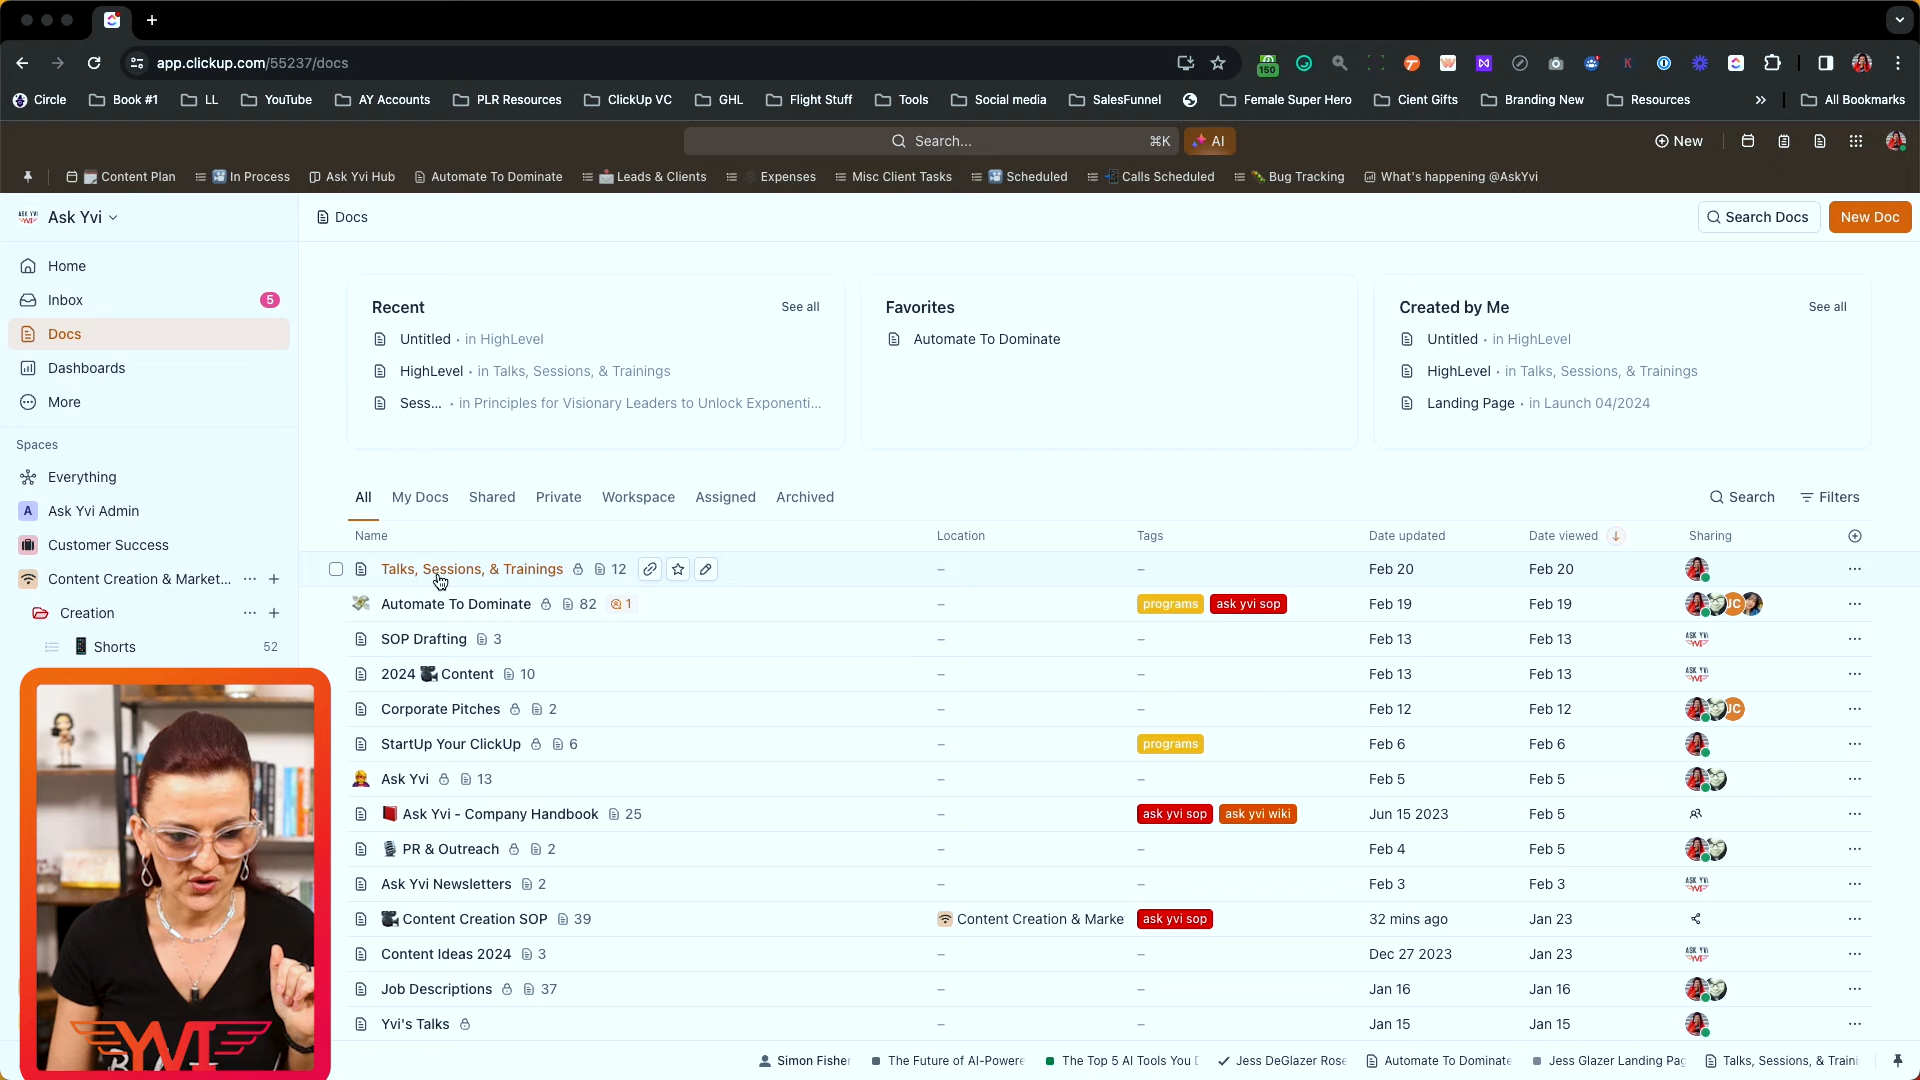 app.clickup.com/55237/docs
150
Circle
Book #1
LL
YouTube
AY Accounts
PLR Resources
ClickUp VC
GHL
Flight Stuff
Tools
Social media
SalesFunnel
Female Super Hero
Cient Gifts
Branding New
Resources
All Bookmarks
Search...
⌘K
AI
New
Content Plan
In Process
Ask Yvi Hub
Automate To Dominate
Leads & Clients
Expenses
Misc Client Tasks
Scheduled
Calls Scheduled
Bug Tracking
What's happening @AskYvi
Ask Yvi
Docs
Search Docs
New Doc
Home
Inbox 5
Docs
Dashboards
More
Spaces
Everything
A Ask Yvi Admin
Customer Success
Content Creation & Market...
Creation
Shorts 52
Recent See all
Untitled • in HighLevel
HighLevel • in Talks, Sessions, & Trainings
Sess... • in Principles for Visionary Leaders to Unlock Exponenti...
Favorites
Automate To Dominate
Created by Me See all
Untitled • in HighLevel
HighLevel • in Talks, Sessions, & Trainings
Landing Page • in Launch 04/2024
All My Docs Shared Private Workspace Assigned Archived
Search Filters
Name Location Tags Date updated Date viewed Sharing
Talks, Sessions, & Trainings 12 – – Feb 20 Feb 20
Automate To Dominate 82 1 – programs ask yvi sop Feb 19 Feb 19 JC
SOP Drafting 3 – – Feb 13 Feb 13 ASK YVI
2024 Content 10 – – Feb 13 Feb 13 ASK YVI
Corporate Pitches 2 – – Feb 12 Feb 12 JC
StartUp Your ClickUp 6 – programs Feb 6 Feb 6
Ask Yvi 13 – – Feb 5 Feb 5
Ask Yvi - Company Handbook 25 – ask yvi sop ask yvi wiki Jun 15 2023 Feb 5
PR & Outreach 2 – – Feb 4 Feb 5
Ask Yvi Newsletters 2 – – Feb 3 Feb 3 ASK YVI
Content Creation SOP 39 Content Creation & Marke ask yvi sop 32 mins ago Jan 23
Content Ideas 2024 3 – – Dec 27 2023 Jan 23 ASK YVI
Job Descriptions 37 – – Jan 16 Jan 16
Yvi's Talks – – Jan 15 Jan 15
YVI
Simon Fisher
The Future of AI-Powere
The Top 5 AI Tools You
Jess DeGlazer Rose
Automate To Dominate
Jess Glazer Landing Pag
Talks, Sessions, & Traini